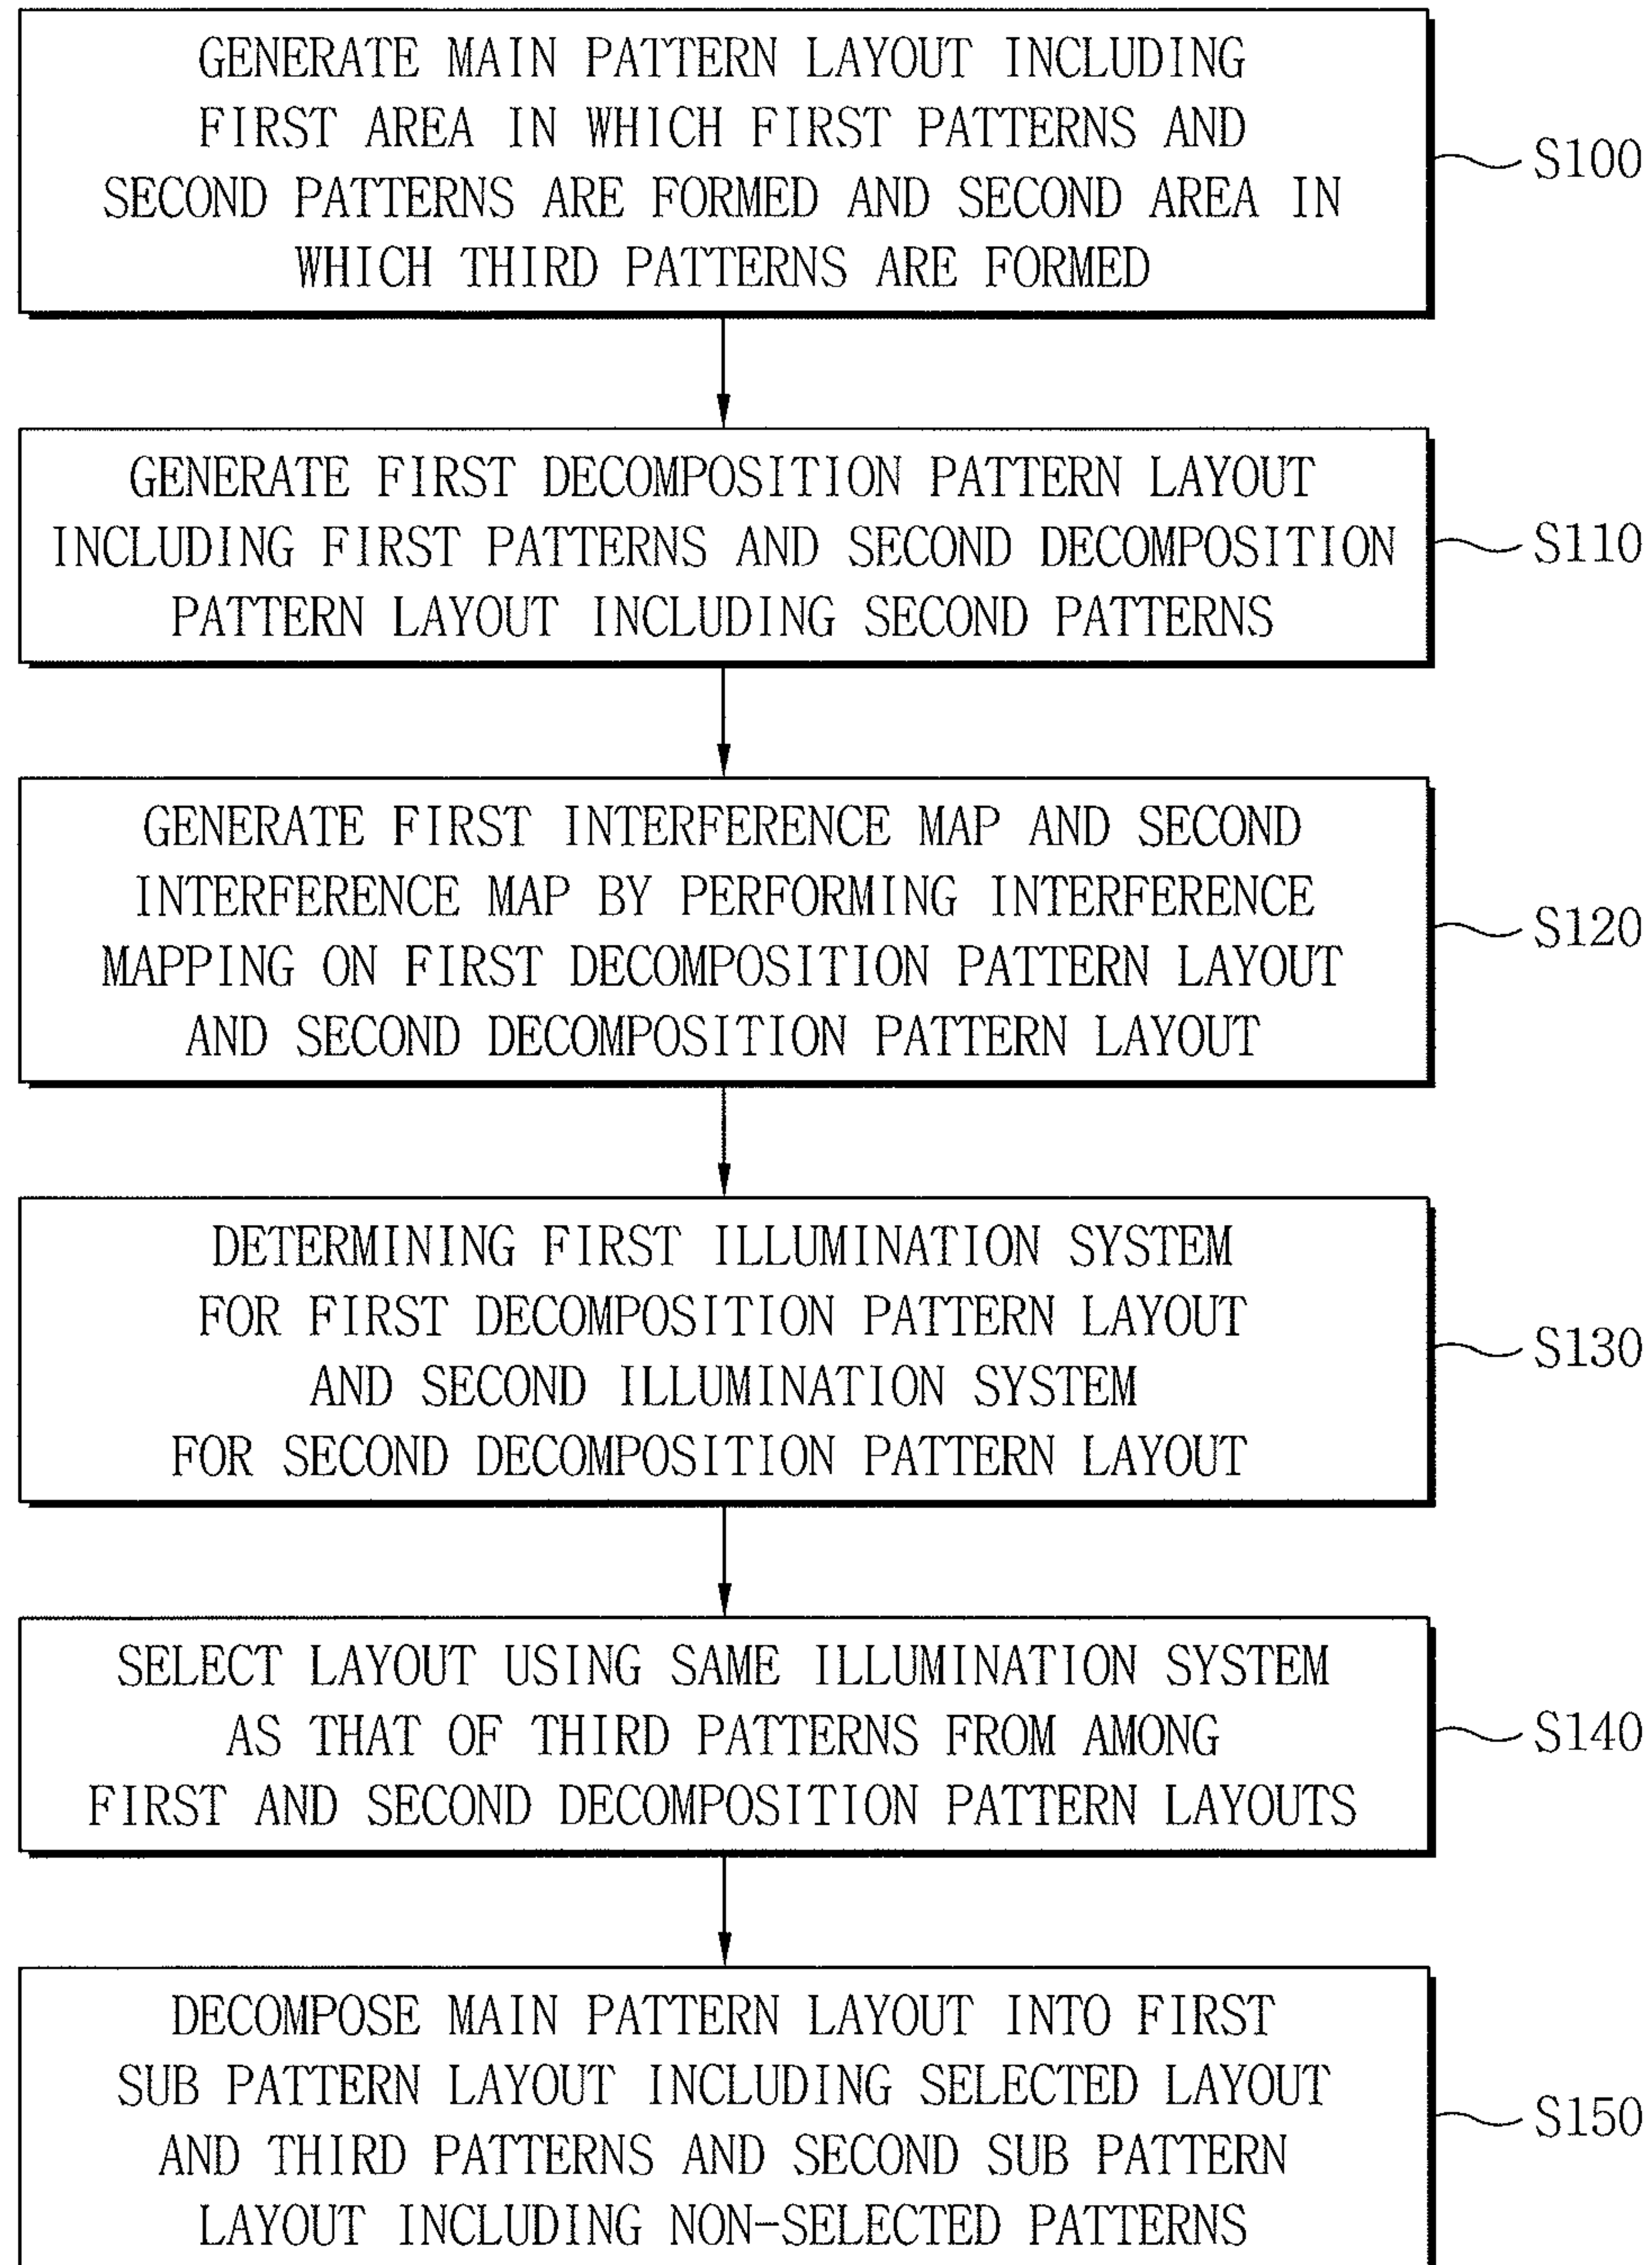 GENERATE MAIN PATTERN LAYOUT INCLUDING
FIRST AREA IN WHICH FIRST PATTERNS AND
SECOND PATTERNS ARE FORMED AND SECOND AREA IN
WHICH THIRD PATTERNS ARE FORMED
S100
GENERATE FIRST DECOMPOSITION PATTERN LAYOUT
INCLUDING FIRST PATTERNS AND SECOND DECOMPOSITION
PATTERN LAYOUT INCLUDING SECOND PATTERNS
S110
GENERATE FIRST INTERFERENCE MAP AND SECOND
INTERFERENCE MAP BY PERFORMING INTERFERENCE
MAPPING ON FIRST DECOMPOSITION PATTERN LAYOUT
AND SECOND DECOMPOSITION PATTERN LAYOUT
S120
DETERMINING FIRST ILLUMINATION SYSTEM
FOR FIRST DECOMPOSITION PATTERN LAYOUT
AND SECOND ILLUMINATION SYSTEM
FOR SECOND DECOMPOSITION PATTERN LAYOUT
S130
SELECT LAYOUT USING SAME ILLUMINATION SYSTEM
AS THAT OF THIRD PATTERNS FROM AMONG
FIRST AND SECOND DECOMPOSITION PATTERN LAYOUTS
S140
DECOMPOSE MAIN PATTERN LAYOUT INTO FIRST
SUB PATTERN LAYOUT INCLUDING SELECTED LAYOUT
AND THIRD PATTERNS AND SECOND SUB PATTERN
LAYOUT INCLUDING NON-SELECTED PATTERNS
S150